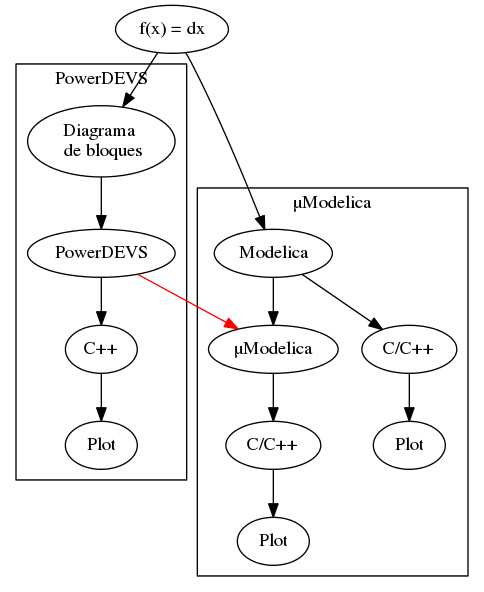 f(x) = dx
PowerDEVS
Diagrama
de bloques
PowerDEVS
C++
Plot
μModelica
Modelica
μModelica
C/C++
C/C++
Plot
Plot